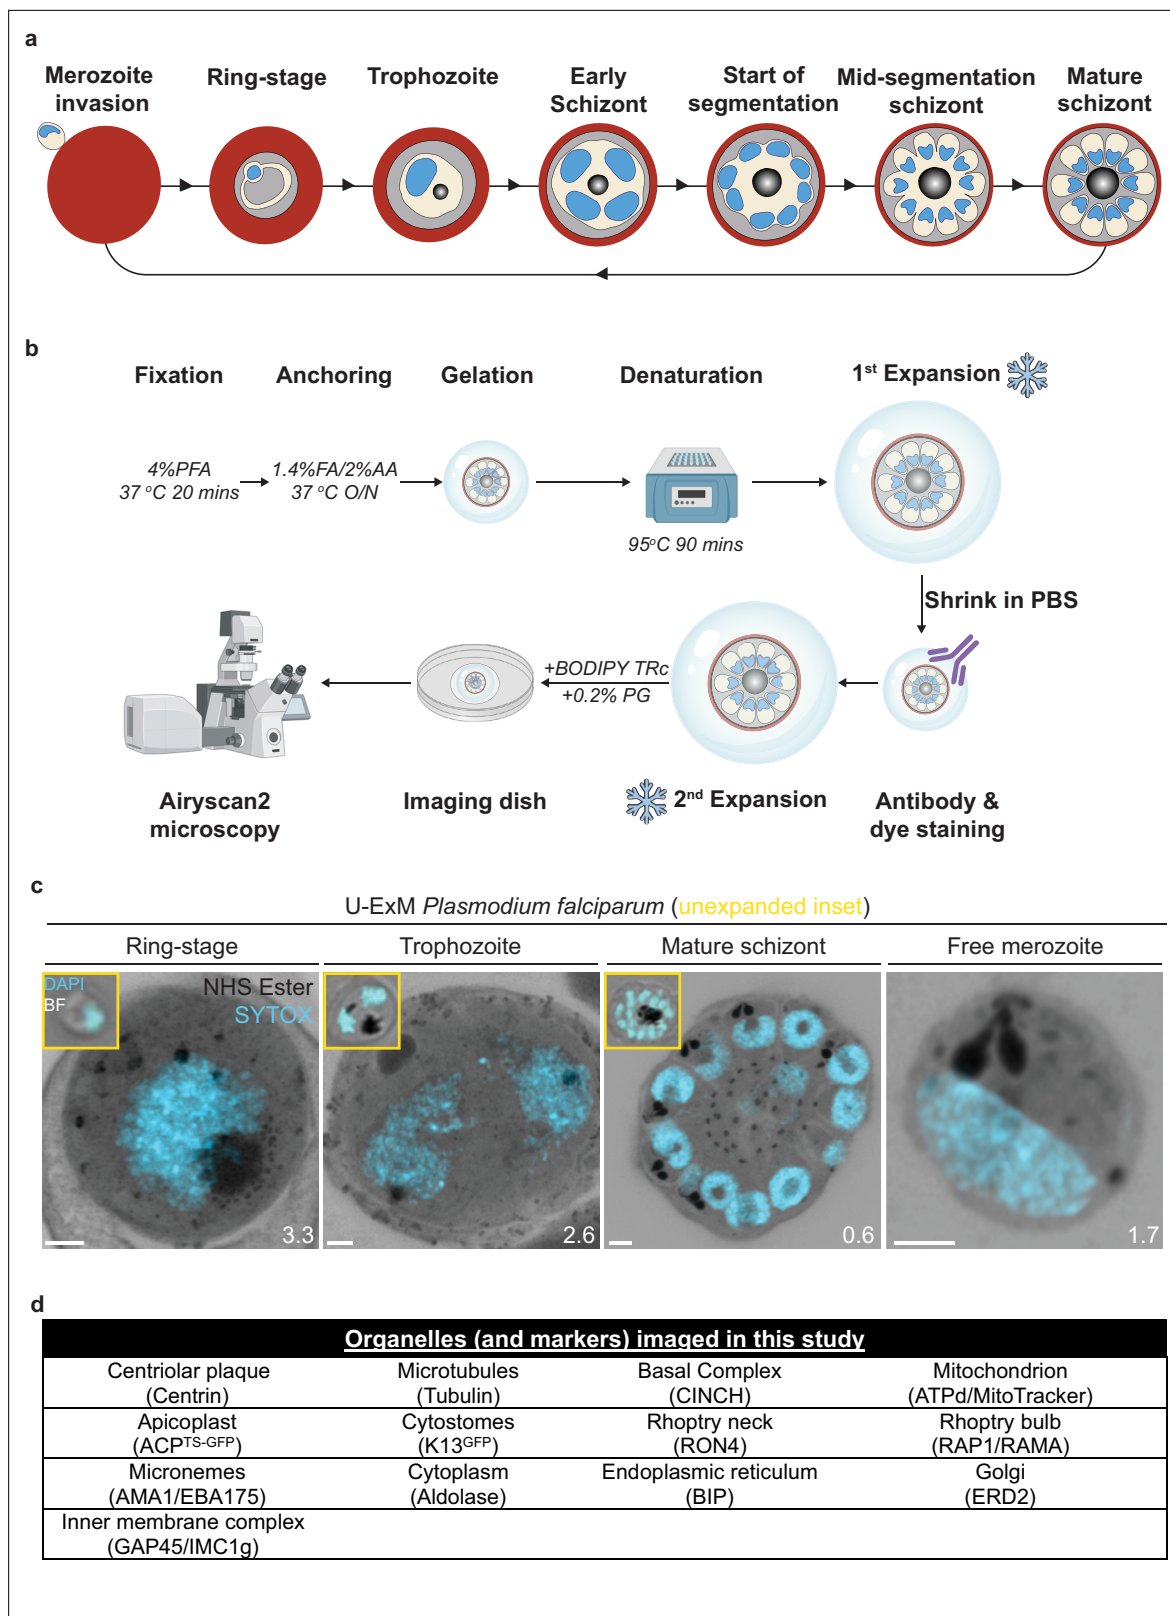 a
Merozoite
invasion
Ring-stage
Trophozoite
Early
Schizont
Start of
segmentation
Mid-segmentation
schizont
Mature
schizont
b
Fixation
Anchoring
Gelation
Denaturation
1st Expansion
4%PFA
37 °C 20 mins
1.4%FA/2%AA
37 °C O/N
95°C 90 mins
Shrink in PBS
+BODIPY TRc
+0.2% PG
Airyscan2
microscopy
Imaging dish
2nd Expansion
Antibody &
dye staining
c
U-ExM Plasmodium falciparum (unexpanded inset)
Ring-stage
Trophozoite
Mature schizont
Free merozoite
DAPI
BF
NHS Ester
SYTOX
3.3
2.6
0.6
1.7
d
Organelles (and markers) imaged in this study
Centriolar plaque
(Centrin)
Microtubules
(Tubulin)
Basal Complex
(CINCH)
Mitochondrion
(ATPd/MitoTracker)
Apicoplast
(ACPTS-GFP)
Cytostomes
(K13GFP)
Rhoptry neck
(RON4)
Rhoptry bulb
(RAP1/RAMA)
Micronemes
(AMA1/EBA175)
Cytoplasm
(Aldolase)
Endoplasmic reticulum
(BIP)
Golgi
(ERD2)
Inner membrane complex
(GAP45/IMC1g)